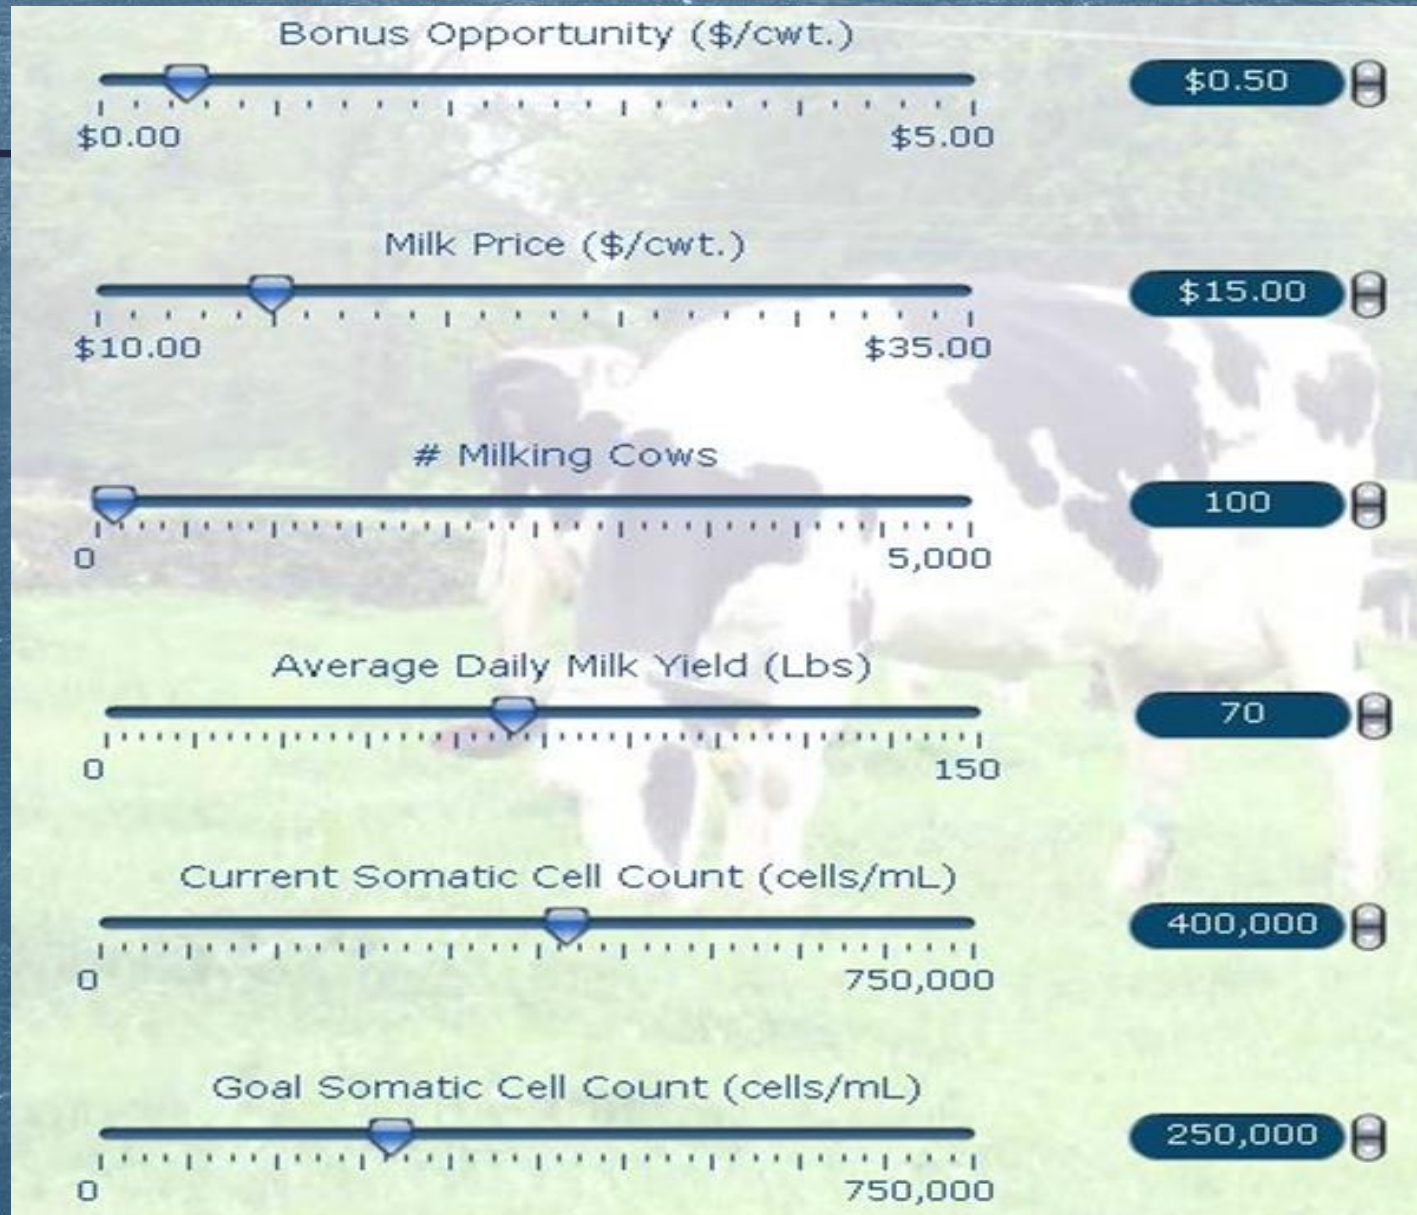 Bonus Opportunity ($/cwt.)
$0.50
$0.00 $5.00
Milk Price ($/cwt.)
$15.00
$10.00 $35.00
# Milking Cows
100
0 5,000
Average Daily Milk Yield (Lbs)
70
0 150
Current Somatic Cell Count (cells/mL)
400,000
0 750,000
Goal Somatic Cell Count (cells/mL)
250,000
0 750,000